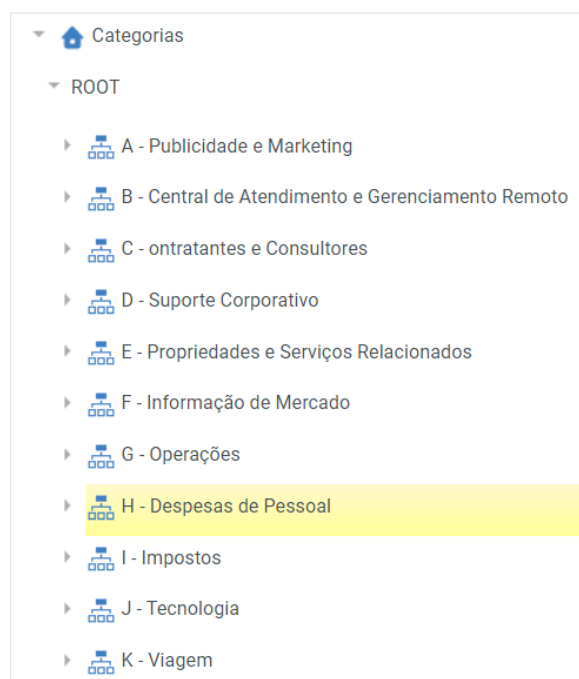 Categorias
ROOT
A - Publicidade e Marketing
B - Central de Atendimento e Gerenciamento Remoto
C - ontratantes e Consultores
D - Suporte Corporativo
E - Propriedades e Serviços Relacionados
F - Informação de Mercado
G - Operações
H - Despesas de Pessoal
I - Impostos
J - Tecnologia
K - Viagem